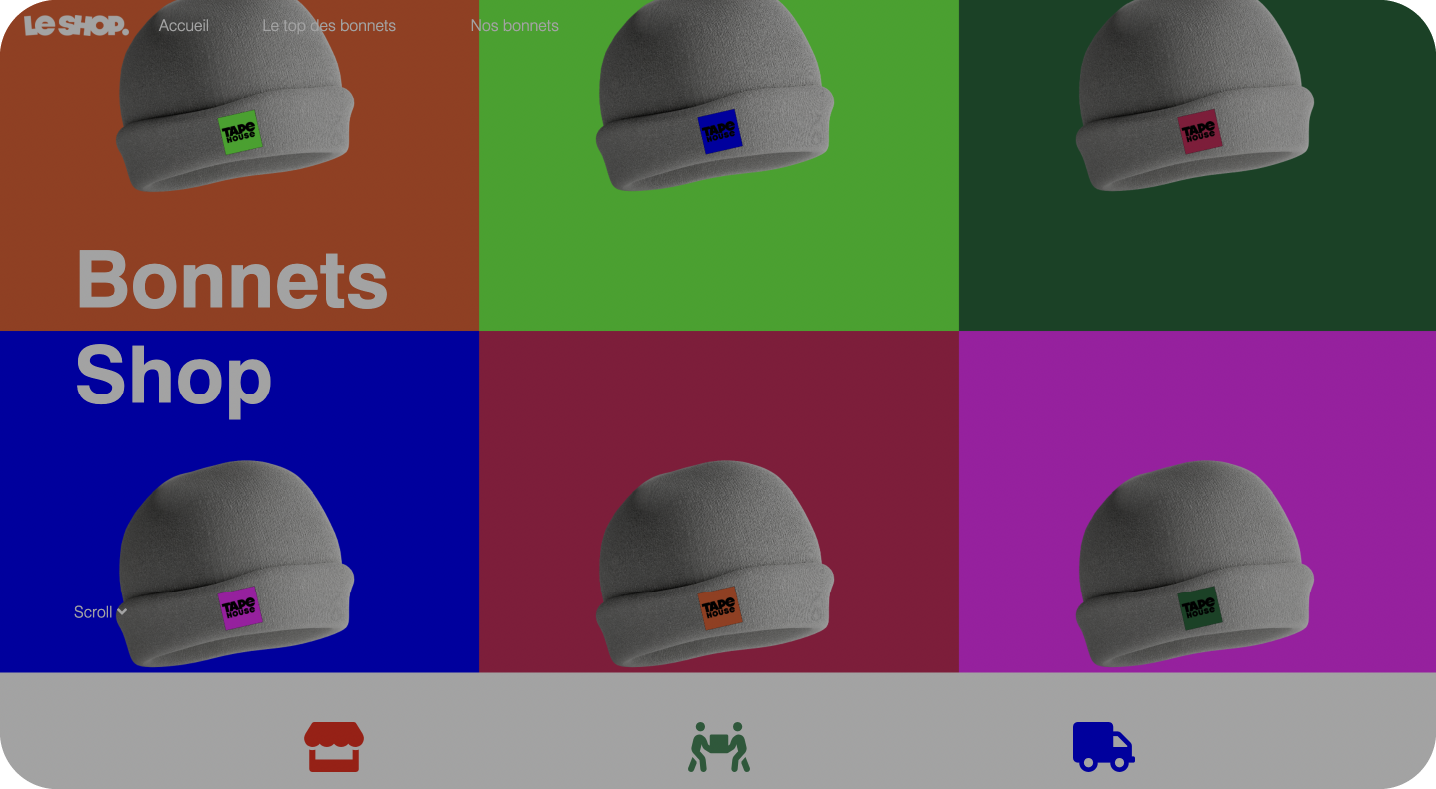 LE SHOP.
Accueil
Le top des bonnets
Nos bonnets
TAPE
HOUSE
TAPE
HOUSE
TAPE
HOUSE
Bonnets
Shop
TAPE
HOUSE
TAPE
HOUSE
TAPE
HOUSE
Scroll